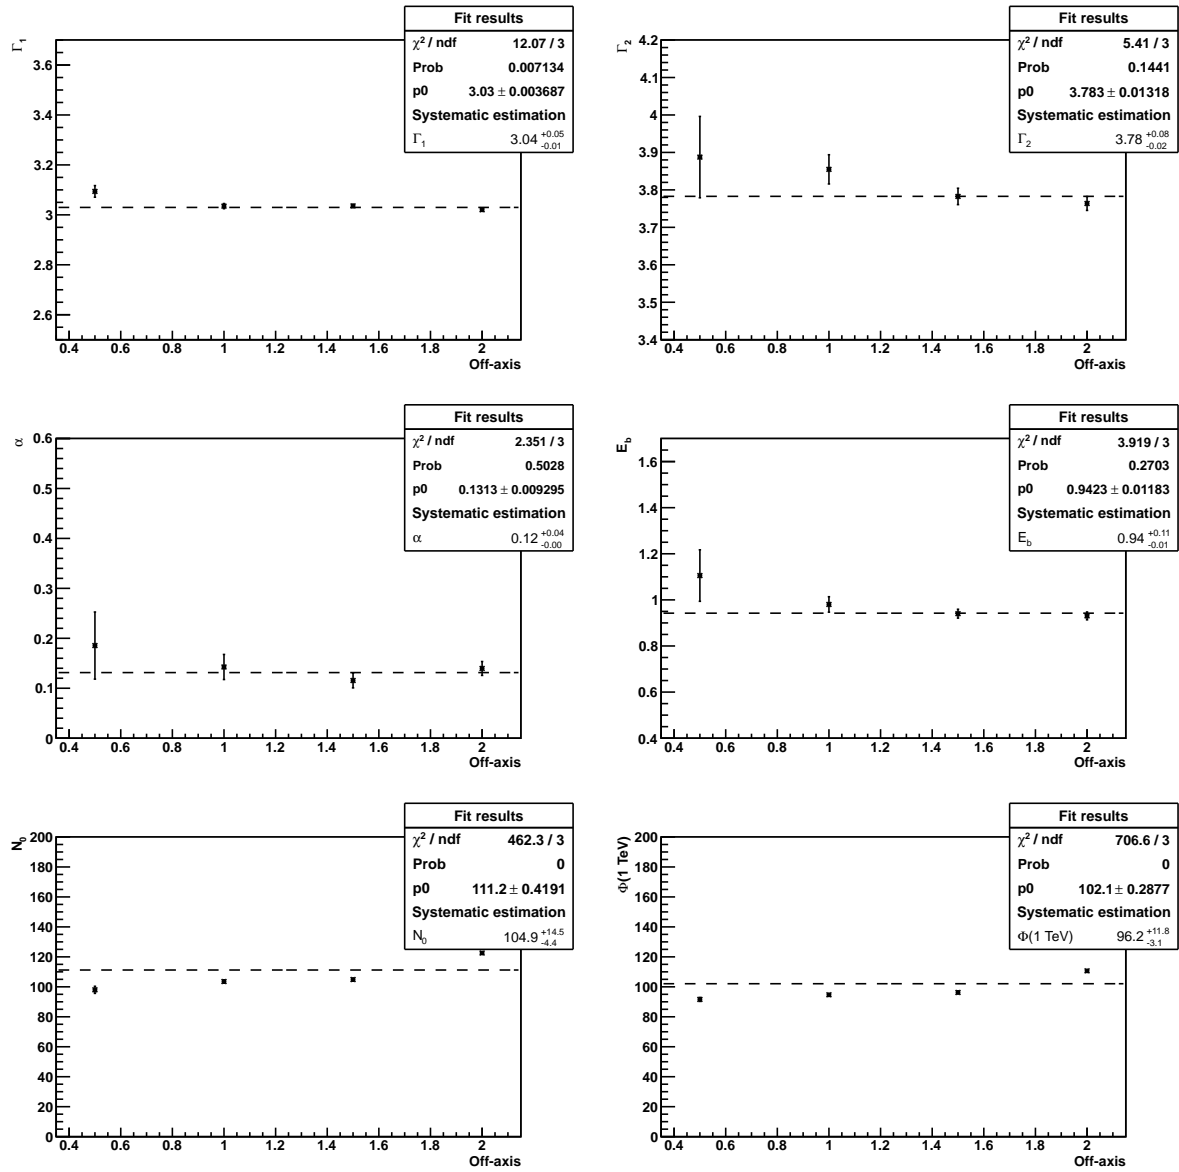 Fit results
χ² / ndf 12.07 / 3
Prob 0.007134
p0 3.03 ± 0.003687
Systematic estimation
Γ₁ 3.04 +0.05 -0.01
Γ₁
3.6
3.4
3.2
3
2.8
2.6
0.4 0.6 0.8 1 1.2 1.4 1.6 1.8 2
Off-axis
Fit results
χ² / ndf 5.41 / 3
Prob 0.1441
p0 3.783 ± 0.01318
Systematic estimation
Γ₂ 3.78 +0.08 -0.02
Γ₂
4.2
4.1
4
3.9
3.8
3.7
3.6
3.5
3.4
0.4 0.6 0.8 1 1.2 1.4 1.6 1.8 2
Off-axis
Fit results
χ² / ndf 2.351 / 3
Prob 0.5028
p0 0.1313 ± 0.009295
Systematic estimation
α 0.12 +0.04 -0.00
α
0.6
0.5
0.4
0.3
0.2
0.1
0
0.4 0.6 0.8 1 1.2 1.4 1.6 1.8 2
Off-axis
Fit results
χ² / ndf 3.919 / 3
Prob 0.2703
p0 0.9423 ± 0.01183
Systematic estimation
E_b 0.94 +0.11 -0.01
E_b
1.6
1.4
1.2
1
0.8
0.6
0.4
0.4 0.6 0.8 1 1.2 1.4 1.6 1.8 2
Off-axis
Fit results
χ² / ndf 462.3 / 3
Prob 0
p0 111.2 ± 0.4191
Systematic estimation
N₀ 104.9 +14.5 -4.4
N₀
200
180
160
140
120
100
80
60
40
20
0
0.4 0.6 0.8 1 1.2 1.4 1.6 1.8 2
Off-axis
Fit results
χ² / ndf 706.6 / 3
Prob 0
p0 102.1 ± 0.2877
Systematic estimation
Φ(1 TeV) 96.2 +11.8 -3.1
Φ(1 TeV)
200
180
160
140
120
100
80
60
40
20
0
0.4 0.6 0.8 1 1.2 1.4 1.6 1.8 2
Off-axis